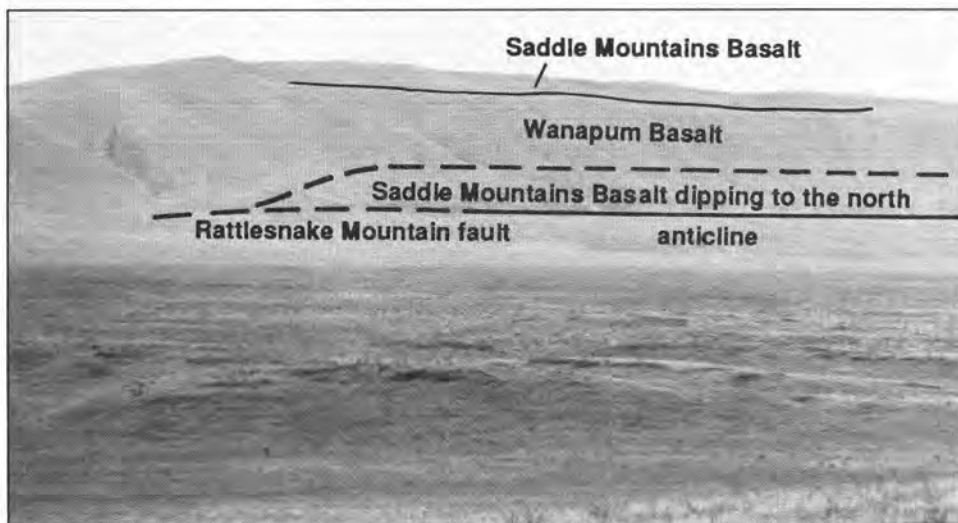 Saddle Mountains Basalt
Wanapum Basalt
Saddle Mountains Basalt dipping to the north
Rattlesnake Mountain fault
anticline